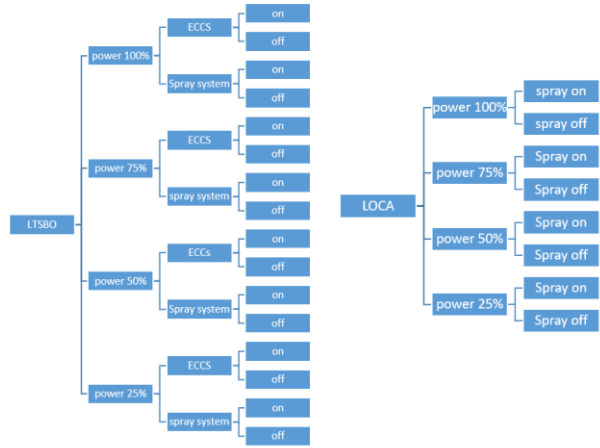 LTSBO
power 100%
ECCS
on
off
Spray system
on
off
power 75%
ECCS
on
off
spray system
on
off
power 50%
ECCs
on
off
Spray system
on
off
power 25%
ECCS
on
off
spray system
on
off
LOCA
power 100%
spray on
spray off
power 75%
Spray on
Spray off
power 50%
Spray on
Spray off
power 25%
Spray on
Spray off